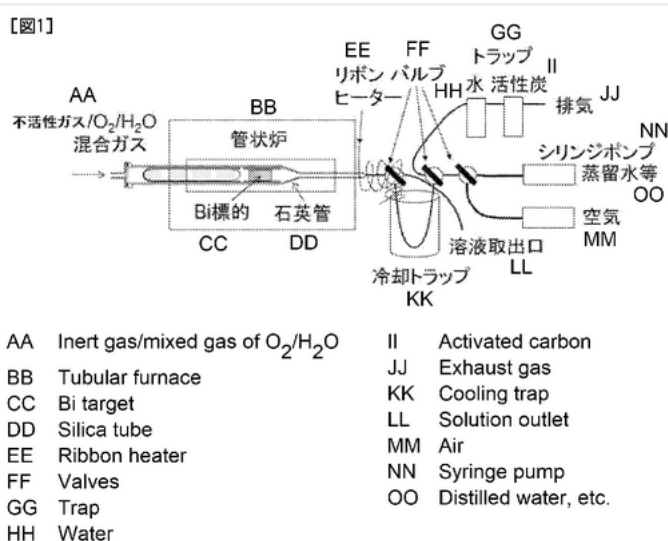 [図1]
GG
トラップ
EE
FF
II
リボン バルブ
HH
水 活性炭
JJ
ヒーター
排気
AA
BB
NN
不活性ガス/O2/H2O
混合ガス
管状炉
シリンジポンプ
蒸留水等
OO
Bi標的
石英管
空気
MM
CC
DD
溶液取出口
冷却トラップ
LL
KK
AA Inert gas/mixed gas of O2/H2O
BB Tubular furnace
CC Bi target
DD Silica tube
EE Ribbon heater
FF Valves
GG Trap
HH Water
II Activated carbon
JJ Exhaust gas
KK Cooling trap
LL Solution outlet
MM Air
NN Syringe pump
OO Distilled water, etc.